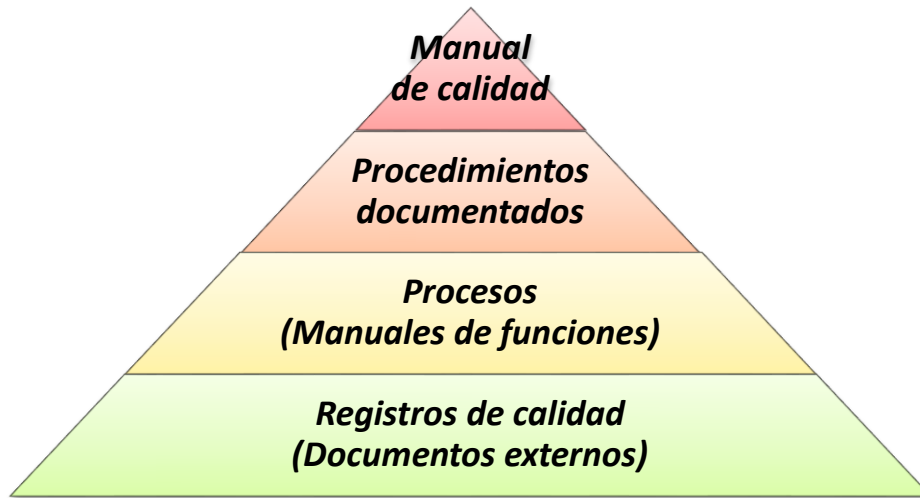 Manual
de calidad
Procedimientos
documentados
Procesos
(Manuales de funciones)
Registros de calidad
(Documentos externos)